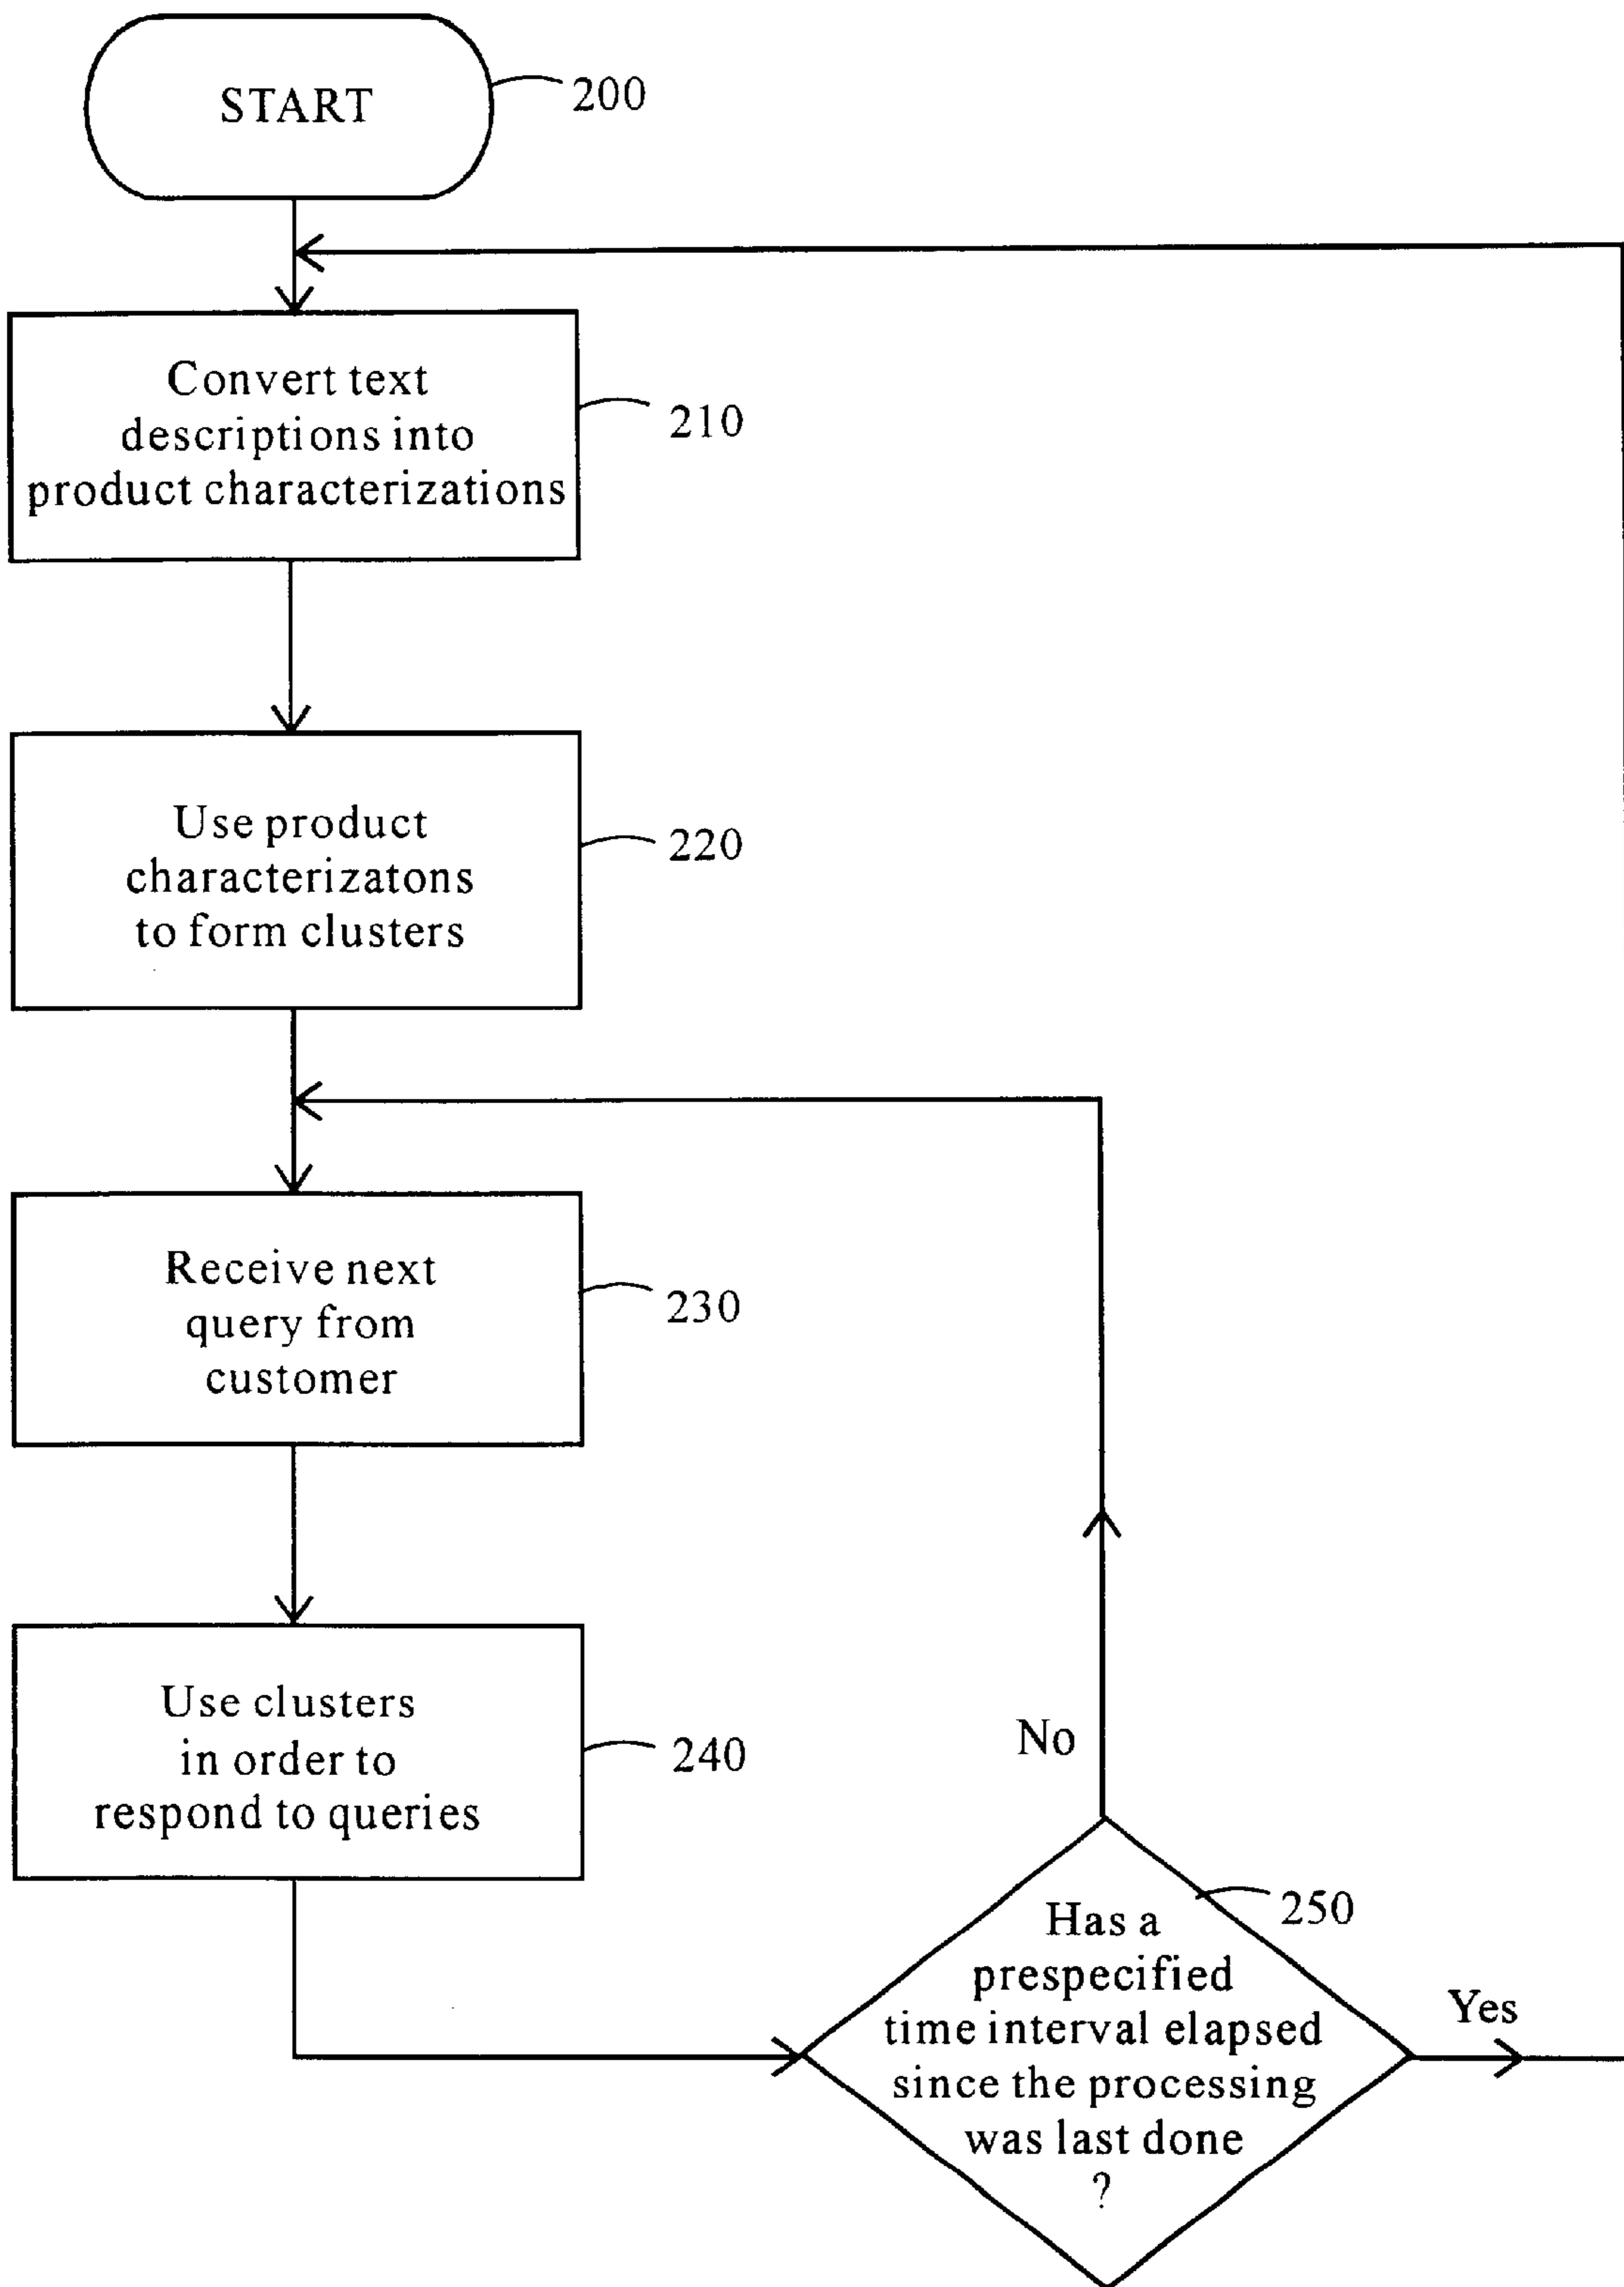 START
200
Convert text
descriptions into
product characterizations
210
Use product
characterizatons
to form clusters
220
Receive next
query from
customer
230
Use clusters
in order to
respond to queries
240
No
Has a
prespecified
time interval elapsed
since the processing
was last done
?
250
Yes